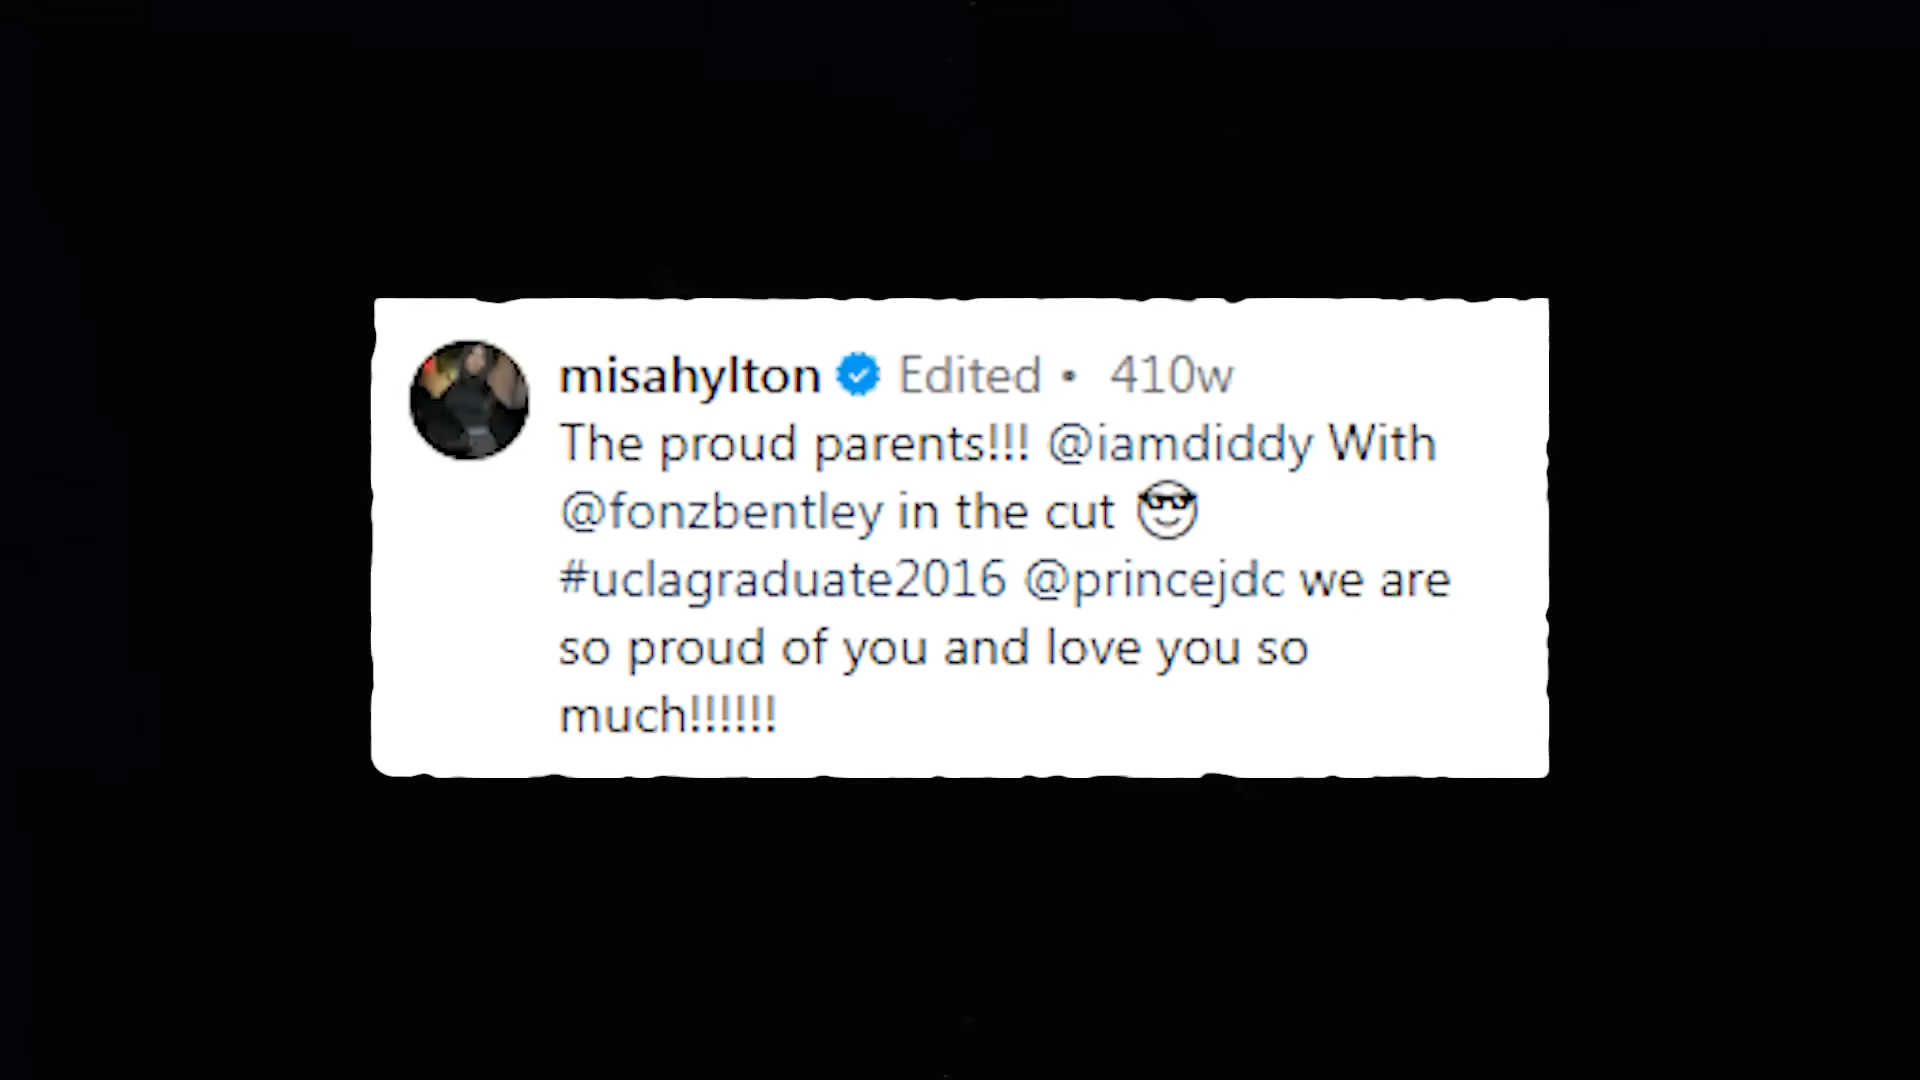 misahylton Edited • 410w
The proud parents!!! @iamdiddy With
@fonzbentley in the cut 😎
#uclagraduate2016 @princejdc we are
so proud of you and love you so
much!!!!!!